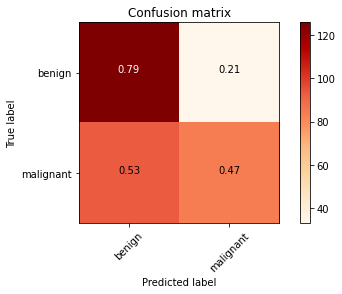 Confusion matrix
benign
0.79
0.21
120
100
True label
80
malignant
0.53
0.47
60
40
benign
malignant
Predicted label